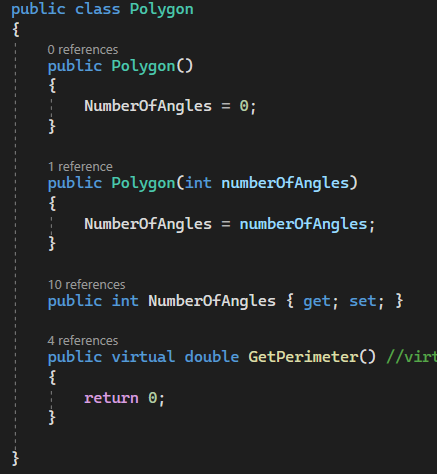 public class Polygon
{
0 references
public Polygon()
{
NumberOfAngles = 0;
}
1 reference
public Polygon(int numberOfAngles)
{
NumberOfAngles = numberOfAngles;
}
10 references
public int NumberOfAngles { get; set; }
4 references
public virtual double GetPerimeter() //virt
{
return 0;
}
}